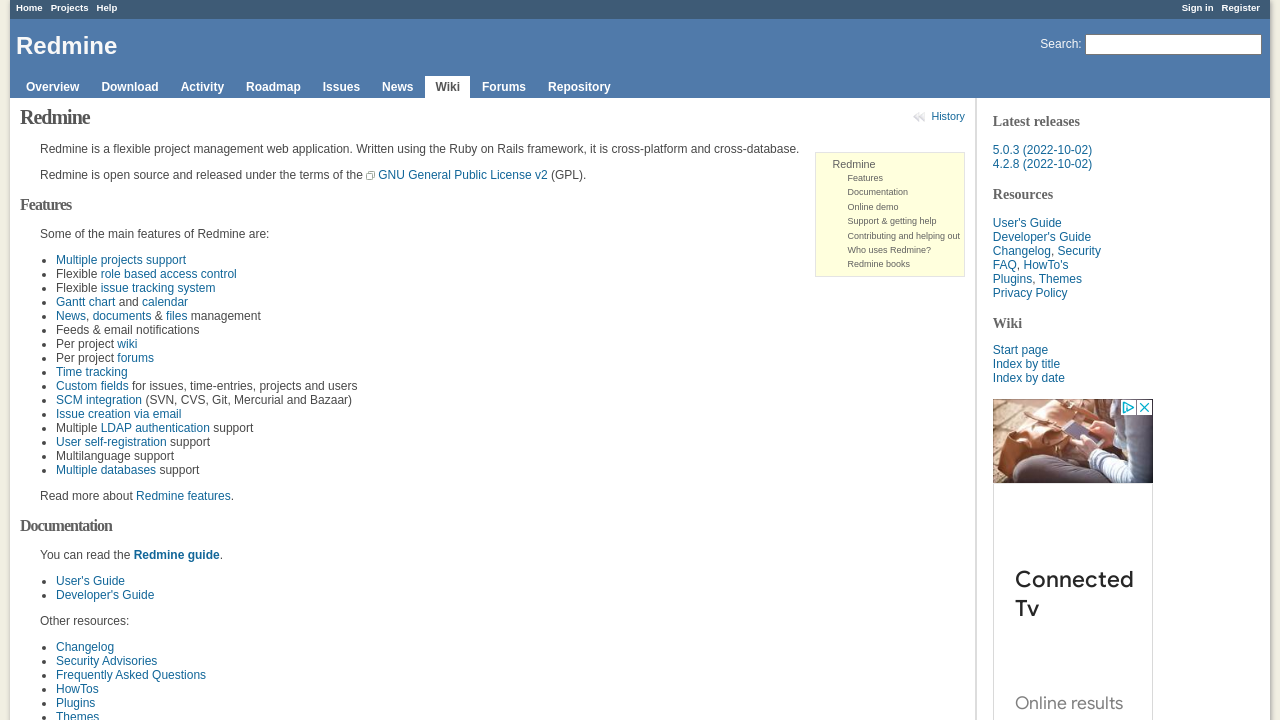 Home Projects Help Sign in Register
Redmine
Search:
Overview Download Activity Roadmap Issues News Wiki Forums Repository
Redmine
History
Redmine is a flexible project management web application. Written using the Ruby on Rails framework, it is cross-platform and cross-database.
Redmine is open source and released under the terms of the GNU General Public License v2 (GPL).
Redmine
Features
Documentation
Online demo
Support & getting help
Contributing and helping out
Who uses Redmine?
Redmine books
Features
Some of the main features of Redmine are:
Multiple projects support
Flexible role based access control
Flexible issue tracking system
Gantt chart and calendar
News, documents & files management
Feeds & email notifications
Per project wiki
Per project forums
Time tracking
Custom fields for issues, time-entries, projects and users
SCM integration (SVN, CVS, Git, Mercurial and Bazaar)
Issue creation via email
Multiple LDAP authentication support
User self-registration support
Multilanguage support
Multiple databases support
Read more about Redmine features.
Documentation
You can read the Redmine guide.
User's Guide
Developer's Guide
Other resources:
Changelog
Security Advisories
Frequently Asked Questions
HowTos
Plugins
Themes
Latest releases
5.0.3 (2022-10-02)
4.2.8 (2022-10-02)
Resources
User's Guide
Developer's Guide
Changelog, Security
FAQ, HowTo's
Plugins, Themes
Privacy Policy
Wiki
Start page
Index by title
Index by date
Connected
Tv
Online results